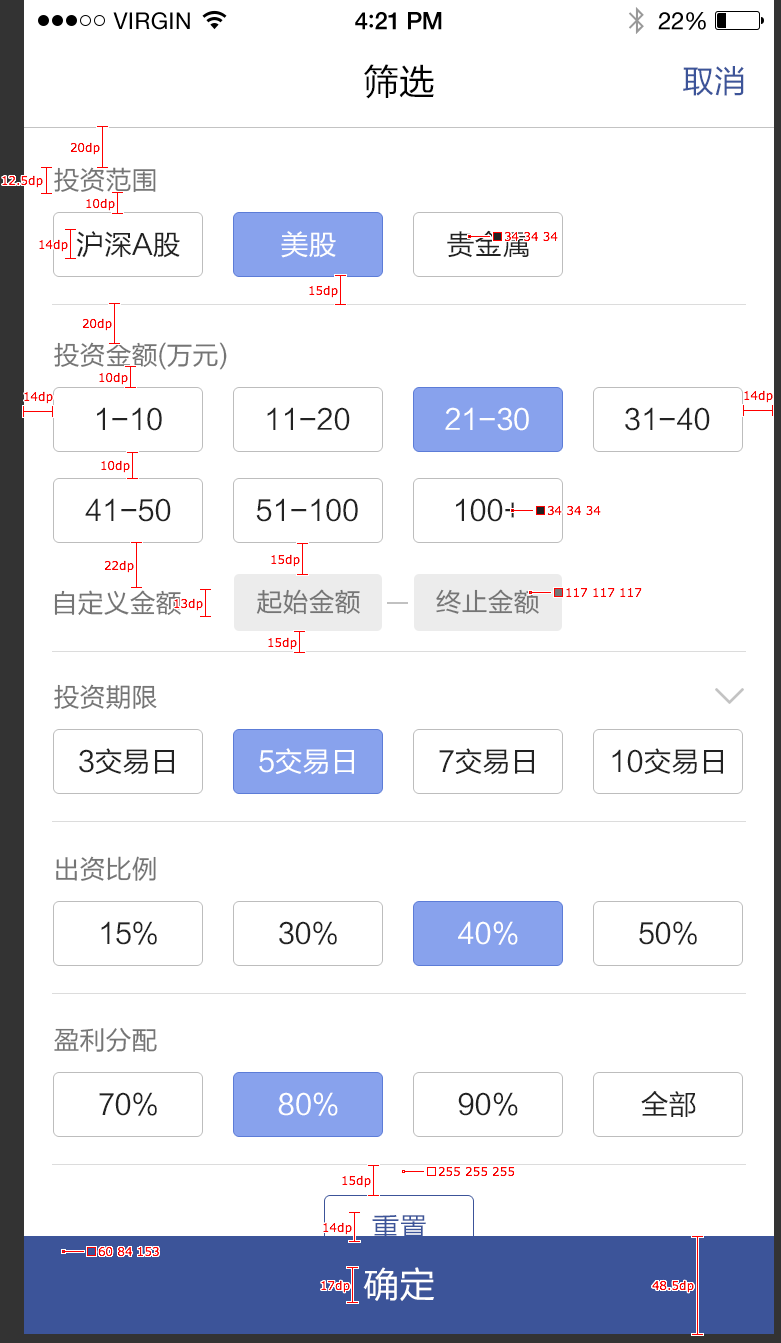 VIRGIN 4:21 PM 22%
筛选 取消
20dp
12.5dp 投资范围
10dp
14dp 沪深A股 美股 贵金属 34 34 34
15dp
20dp
投资金额(万元)
10dp
14dp 14dp
1-10 11-20 21-30 31-40
10dp
41-50 51-100 100+ 34 34 34
22dp 15dp
自定义金额 13dp 起始金额 — 终止金额 117 117 117
15dp
投资期限
3交易日 5交易日 7交易日 10交易日
出资比例
15% 30% 40% 50%
盈利分配
70% 80% 90% 全部
15dp 255 255 255
14dp 重置
60 84 153
17dp 确定 48.5dp